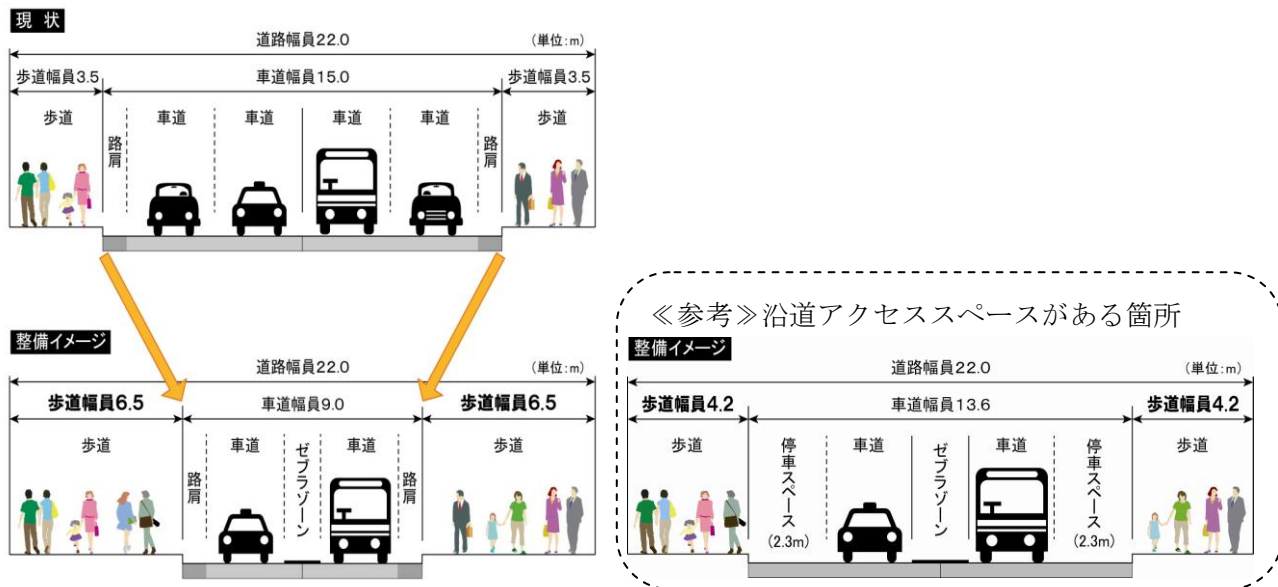 現 状
道路幅員22.0
(単位:m)
歩道幅員3.5
車道幅員15.0
歩道幅員3.5
歩道
路肩
車道
車道
車道
車道
路肩
歩道
整備イメージ
道路幅員22.0
(単位:m)
歩道幅員6.5
車道幅員9.0
歩道幅員6.5
歩道
路肩
車道
ゼブラゾーン
車道
路肩
歩道
≪参考≫沿道アクセススペースがある箇所
整備イメージ
道路幅員22.0
(単位:m)
歩道幅員4.2
車道幅員13.6
歩道幅員4.2
歩道
停車スペース
(2.3m)
車道
ゼブラゾーン
車道
停車スペース
(2.3m)
歩道